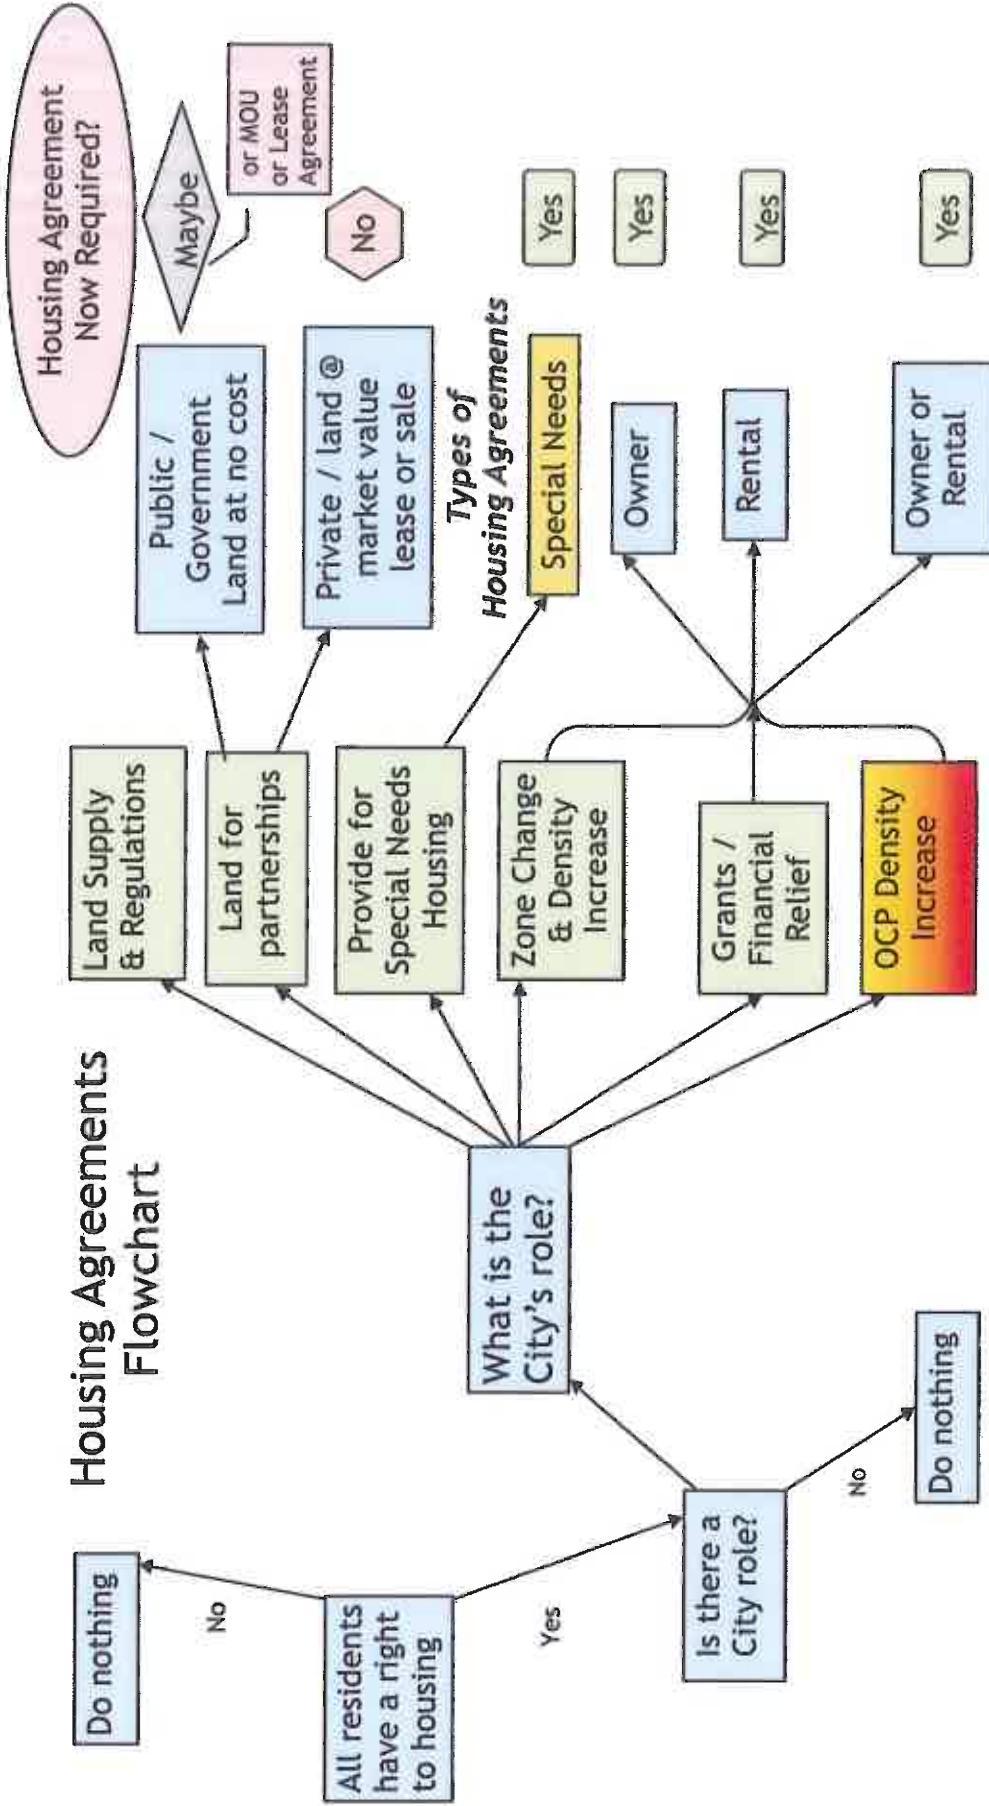 Housing Agreements
Flowchart
Do nothing
No
All residents
have a right
to housing
Yes
Is there a
City role?
No
Do nothing
What is the
City's role?
Land Supply
& Regulations
Land for
partnerships
Provide for
Special Needs
Housing
Zone Change
& Density
Increase
Grants /
Financial
Relief
OCP Density
Increase
Public /
Government
Land at no cost
Private / land @
market value
lease or sale
Types of
Housing Agreements
Special Needs
Owner
Rental
Owner or
Rental
Housing Agreement
Now Required?
Maybe
or MOU
or Lease
Agreement
No
Yes
Yes
Yes
Yes